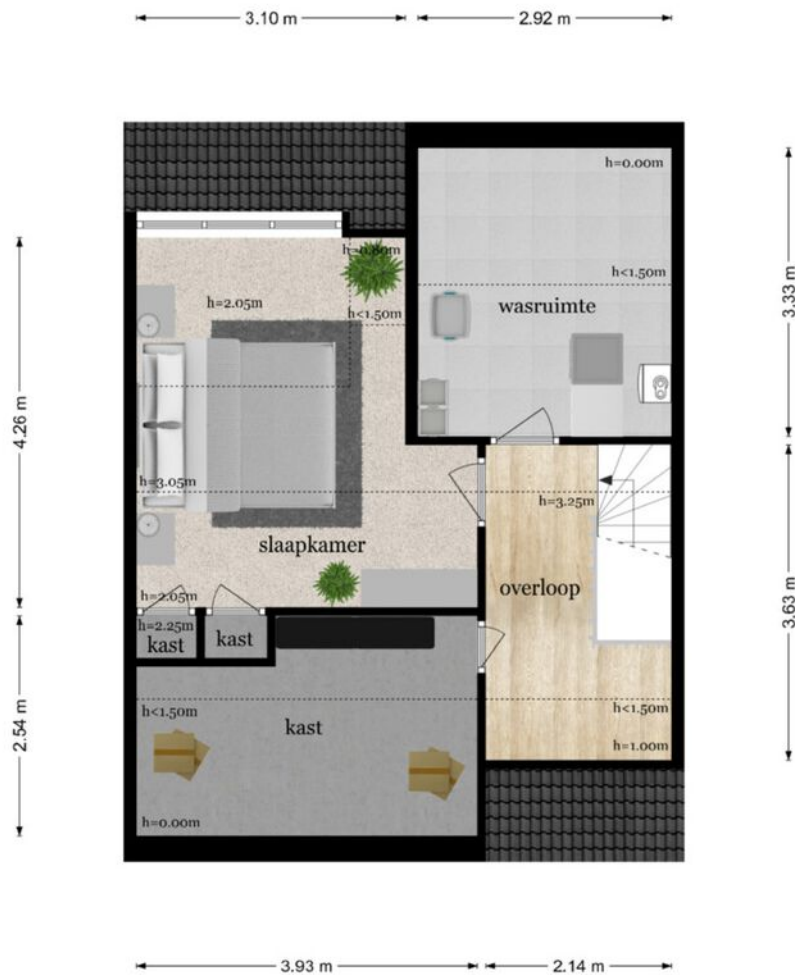 3.10 m
2.92 m
h=0.00m
h=0.80m
h<1.50m
h=2.05m
wasruimte
h<1.50m
3.33 m
4.26 m
h=3.05m
h=3.25m
slaapkamer
overloop
h=2.05m
h=2.25m
kast
kast
3.63 m
h<1.50m
h<1.50m
kast
2.54 m
h=1.00m
h=0.00m
3.93 m
2.14 m